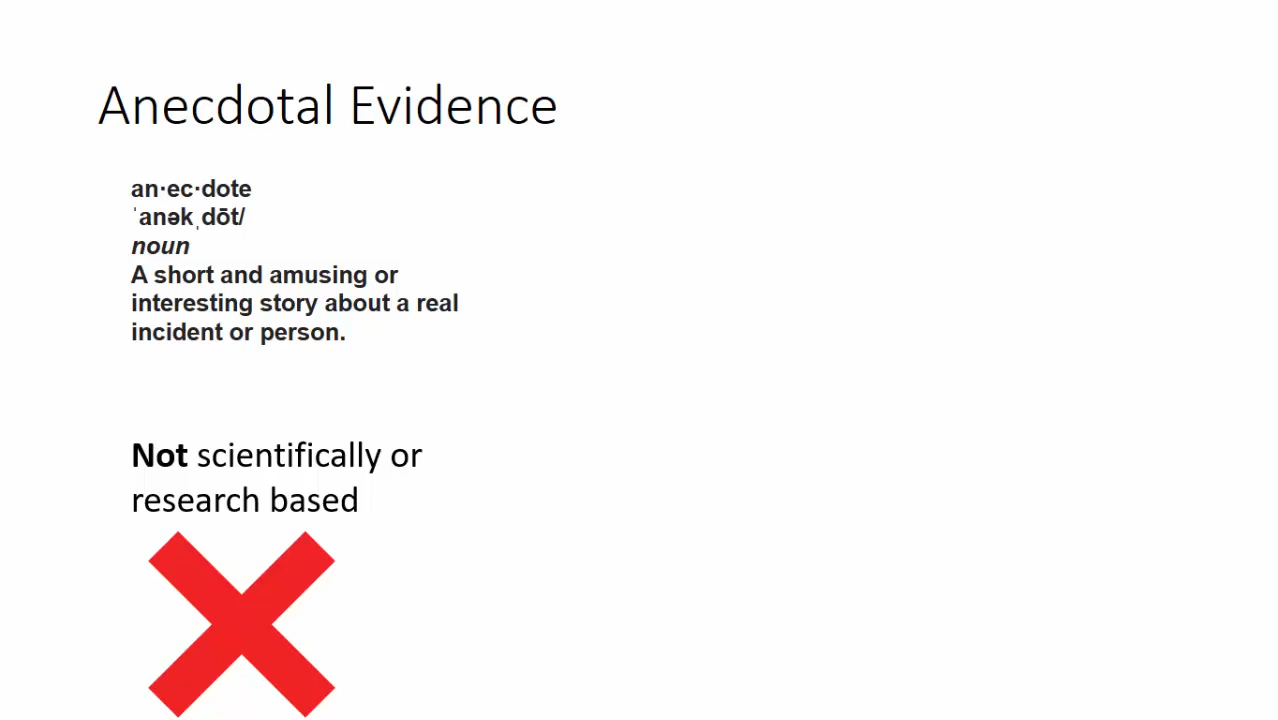 Anecdotal Evidence
an·ec·dote
ˈanəkˌdōt/
noun
A short and amusing or
interesting story about a real
incident or person.
Not scientifically or
research based